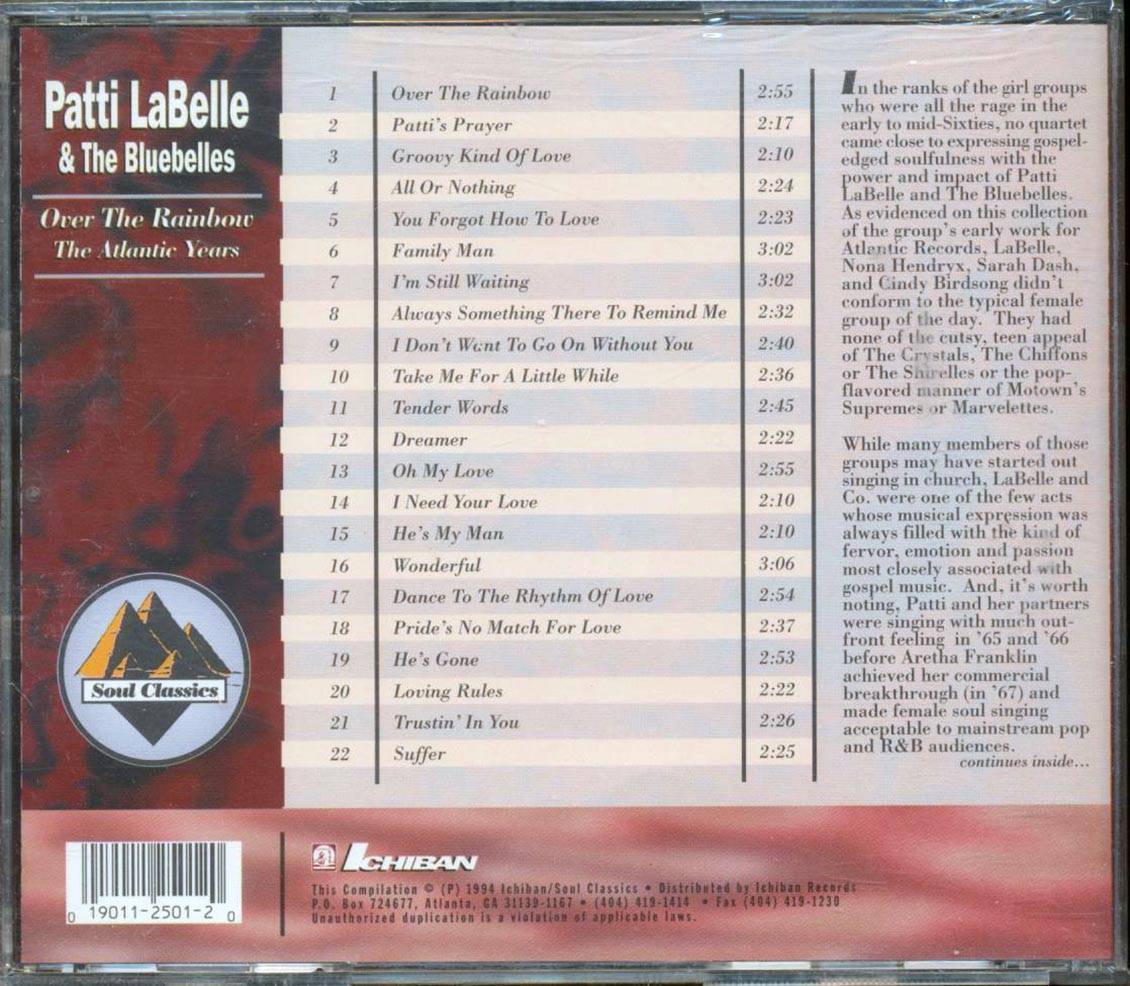 Patti LaBelle
& The Bluebelles
Over The Rainbow
The Atlantic Years
1 Over The Rainbow 2:55
2 Patti's Prayer 2:17
3 Groovy Kind Of Love 2:10
4 All Or Nothing 2:24
5 You Forgot How To Love 2:23
6 Family Man 3:02
7 I'm Still Waiting 3:02
8 Always Something There To Remind Me 2:32
9 I Don't Want To Go On Without You 2:40
10 Take Me For A Little While 2:36
11 Tender Words 2:45
12 Dreamer 2:22
13 Oh My Love 2:55
14 I Need Your Love 2:10
15 He's My Man 2:10
16 Wonderful 3:06
17 Dance To The Rhythm Of Love 2:54
18 Pride's No Match For Love 2:37
19 He's Gone 2:53
20 Loving Rules 2:22
21 Trustin' In You 2:26
22 Suffer 2:25
In the ranks of the girl groups
who were all the rage in the
early to mid-Sixties, no quartet
came close to expressing gospel-
edged soulfulness with the
power and impact of Patti
LaBelle and The Bluebelles.
As evidenced on this collection
of the group's early work for
Atlantic Records, LaBelle,
Nona Hendryx, Sarah Dash,
and Cindy Birdsong didn't
conform to the typical female
group of the day. They had
none of the cutsy, teen appeal
of The Crystals, The Chiffons
or The Shirelles or the pop-
flavored manner of Motown's
Supremes or Marvelettes.
While many members of those
groups may have started out
singing in church, LaBelle and
Co. were one of the few acts
whose musical expression was
always filled with the kind of
fervor, emotion and passion
most closely associated with
gospel music. And, it's worth
noting, Patti and her partners
were singing with much out-
front feeling in '65 and '66
before Aretha Franklin
achieved her commercial
breakthrough (in '67) and
made female soul singing
acceptable to mainstream pop
and R&B audiences.
continues inside...
Soul Classics
0 19011-2501-2 0
ICHIBAN
This Compilation © (P) 1994 Ichiban/Soul Classics • Distributed by Ichiban Records
P.O. Box 724677, Atlanta, GA 31139-1167 • (404) 419-1414 • Fax (404) 419-1230
Unauthorized duplication is a violation of applicable laws.